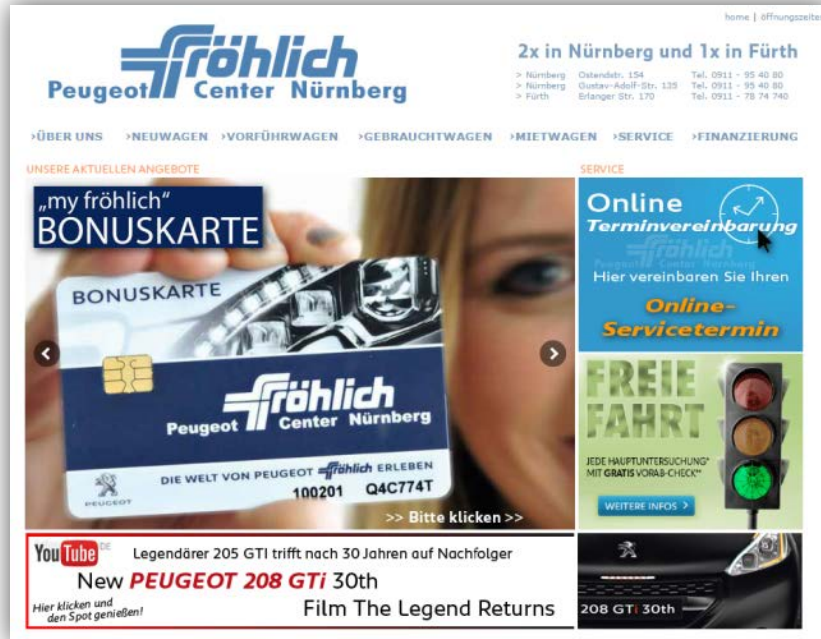 home | öffnungszeiten
fröhlich
Peugeot Center Nürnberg
2x in Nürnberg und 1x in Fürth
> Nürnberg Ostendstr. 154 Tel. 0911 - 95 40 80
> Nürnberg Gustav-Adolf-Str. 135 Tel. 0911 - 95 40 80
> Fürth Erlanger Str. 170 Tel. 0911 - 78 74 740
>ÜBER UNS >NEUWAGEN >VORFÜHRWAGEN >GEBRAUCHTWAGEN >MIETWAGEN >SERVICE >FINANZIERUNG
UNSERE AKTUELLEN ANGEBOTE
„my fröhlich“
BONUSKARTE
BONUSKARTE
fröhlich
Peugeot Center Nürnberg
DIE WELT VON PEUGEOT fröhlich ERLEBEN
PEUGEOT
100201 Q4C774T
>> Bitte klicken >>
SERVICE
Online
Terminvereinbarung
fröhlich
Peugeot Center Nürnberg
Hier vereinbaren Sie Ihren
Online-
Servicetermin
FREIE
FAHRT
JEDE HAUPTUNTERSUCHUNG*
MIT GRATIS VORAB-CHECK**
WEITERE INFOS >
YouTube DE
Legendärer 205 GTI trifft nach 30 Jahren auf Nachfolger
New PEUGEOT 208 GTi 30th
Hier klicken und
den Spot genießen!
Film The Legend Returns
208 GTi 30th